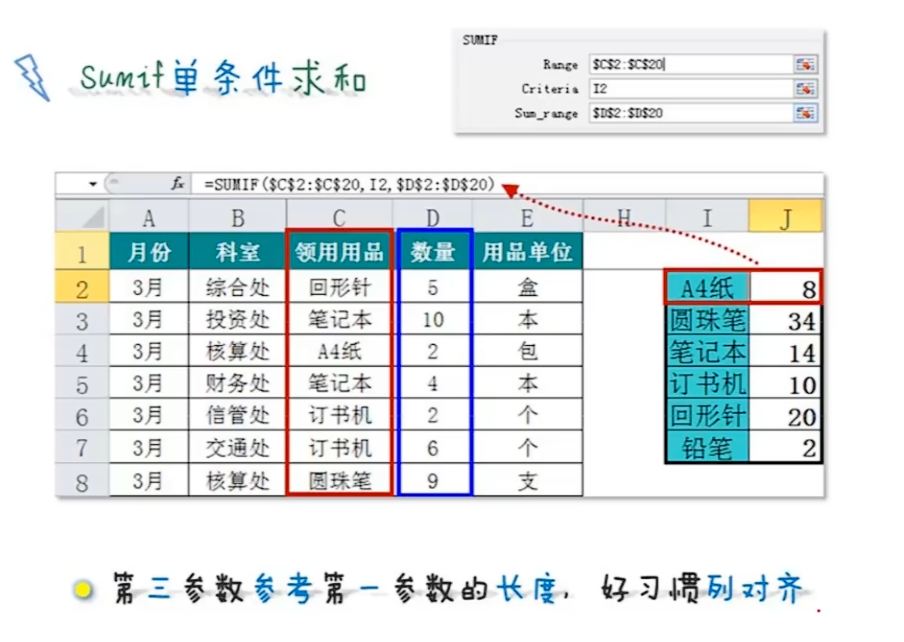 Sumif单条件求和
SUMIF
Range $C$2:$C$20
Criteria I2
Sum_range $D$2:$D$20
fx =SUMIF($C$2:$C$20,I2,$D$2:$D$20)
A B C D E H I J
1 月份 科室 领用用品 数量 用品单位
2 3月 综合处 回形针 5 盒 A4纸 8
3 3月 投资处 笔记本 10 本 圆珠笔 34
4 3月 核算处 A4纸 2 包 笔记本 14
5 3月 财务处 笔记本 4 本 订书机 10
6 3月 信管处 订书机 2 个 回形针 20
7 3月 交通处 订书机 6 个 铅笔 2
8 3月 核算处 圆珠笔 9 支
第三参数参考第一参数的长度,好习惯列对齐